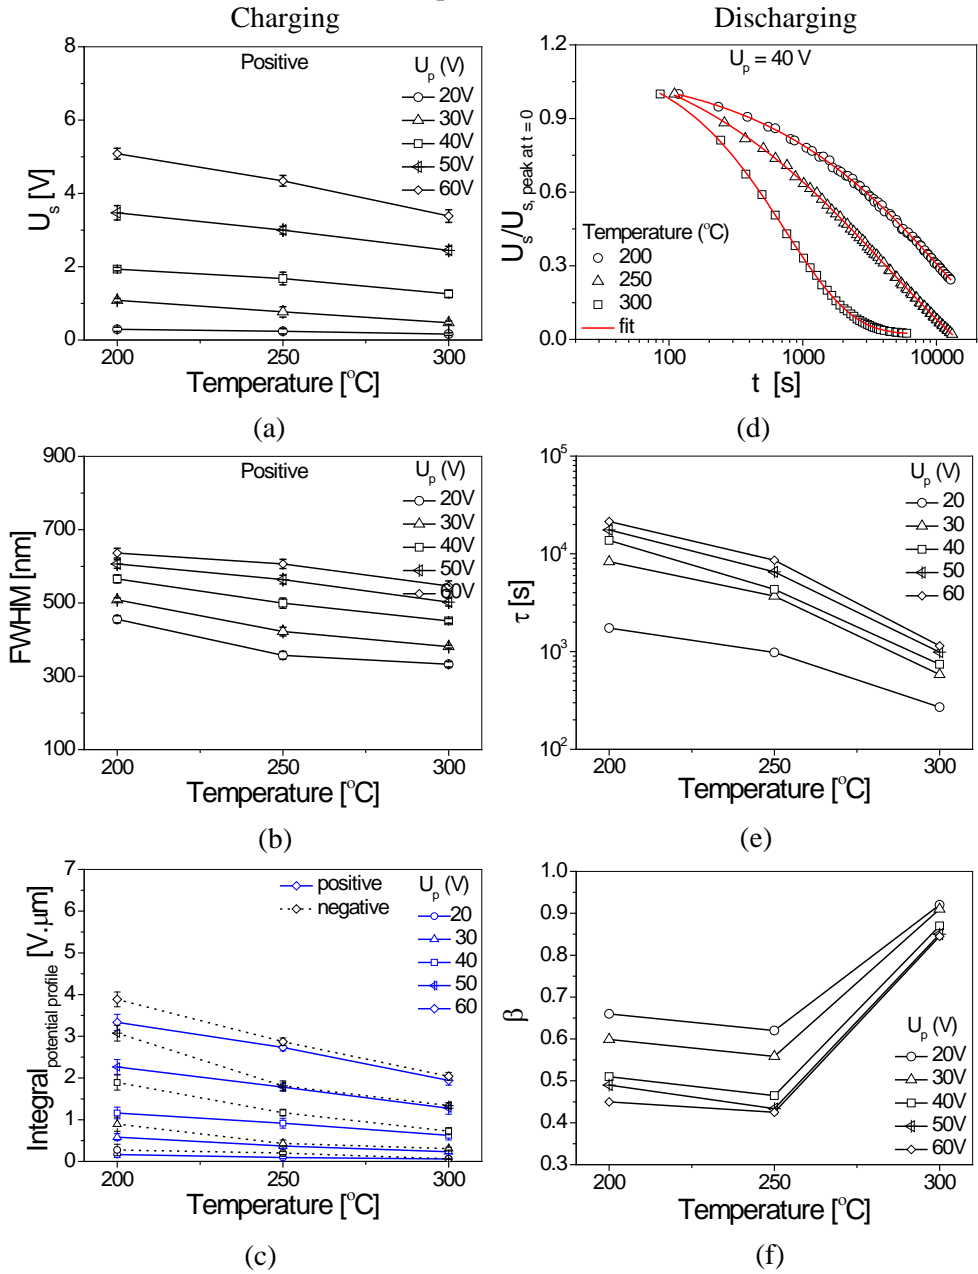 Charging
Discharging
Positive
U_p (V)
20V
30V
40V
50V
60V
8
6
4
2
0
U_s [V]
200
250
300
Temperature [°C]
(a)
U_p = 40 V
1.2
0.9
0.6
0.3
0.0
U_s/U_s, peak at t = 0
Temperature (°C)
200
250
300
fit
100
1000
10000
t [s]
(d)
Positive
U_p (V)
20V
30V
40V
50V
60V
900
700
500
300
100
FWHM [nm]
200
250
300
Temperature [°C]
(b)
U_p (V)
20
30
40
50
60
10^5
10^4
10^3
10^2
τ [s]
200
250
300
Temperature [°C]
(e)
positive
negative
U_p (V)
20
30
40
50
60
7
6
5
4
3
2
1
0
Integral_potential profile [V.μm]
200
250
300
Temperature [°C]
(c)
1.0
0.9
0.8
0.7
0.6
0.5
0.4
0.3
β
U_p (V)
20V
30V
40V
50V
60V
200
250
300
Temperature [°C]
(f)